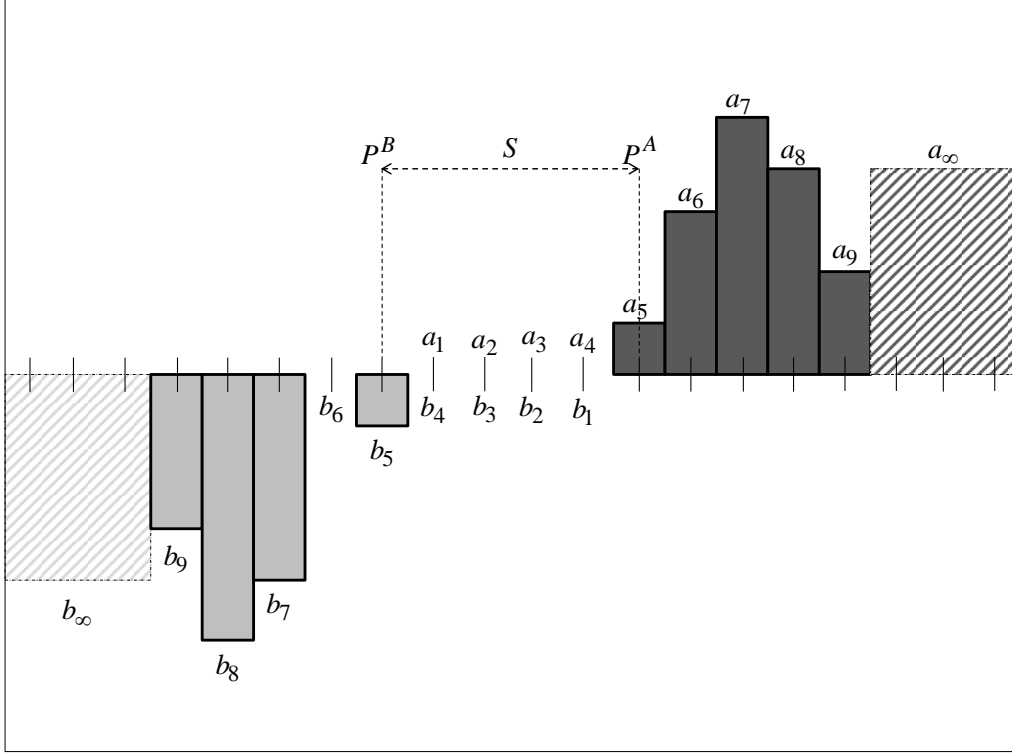 a₇
Pᴮ S Pᴬ a₈ a∞
a₆
a₉
a₅
a₁ a₂ a₃ a₄
b₆ b₄ b₃ b₂ b₁
b₅
b₉
b∞ b₇
b₈